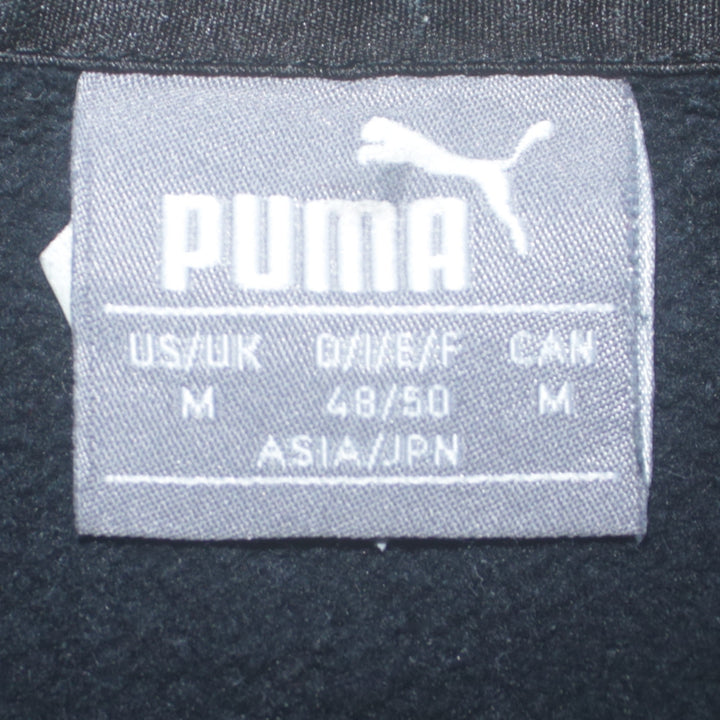 PUMA
US/UK D/I/E/F CAN
M 48/50 M
ASIA/JPN